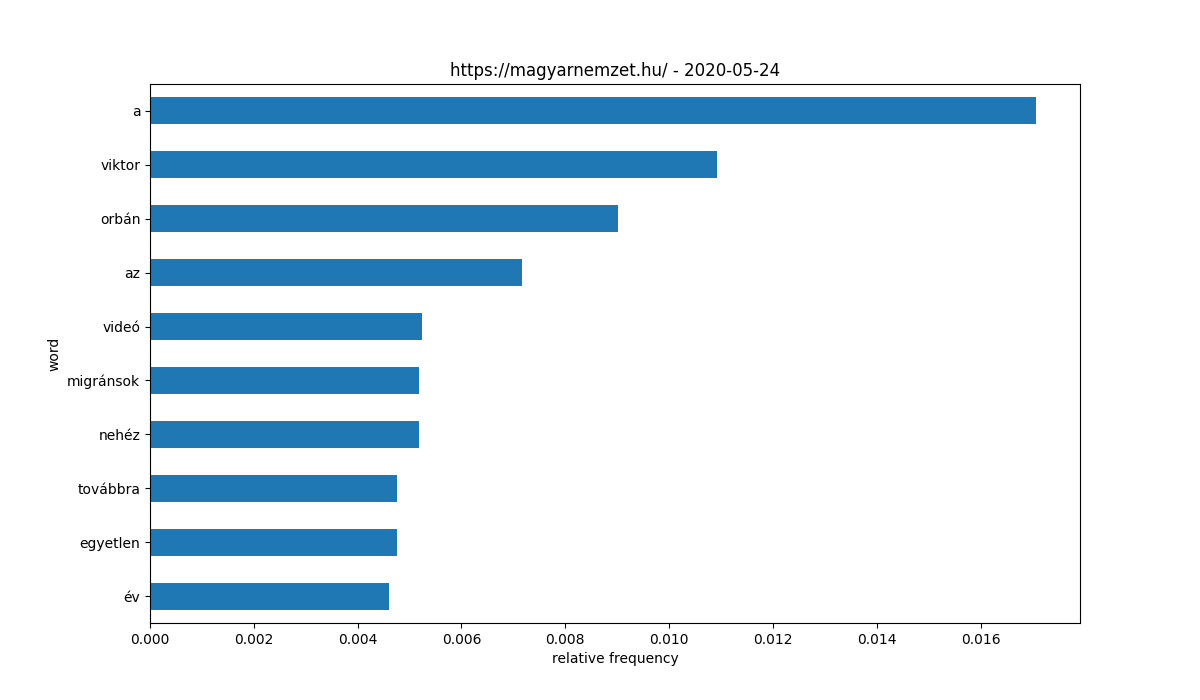 https://magyarnemzet.hu/ - 2020-05-24
a
viktor
orbán
az
videó
migránsok
nehéz
továbbra
egyetlen
év
word
0.000 0.002 0.004 0.006 0.008 0.010 0.012 0.014 0.016
relative frequency